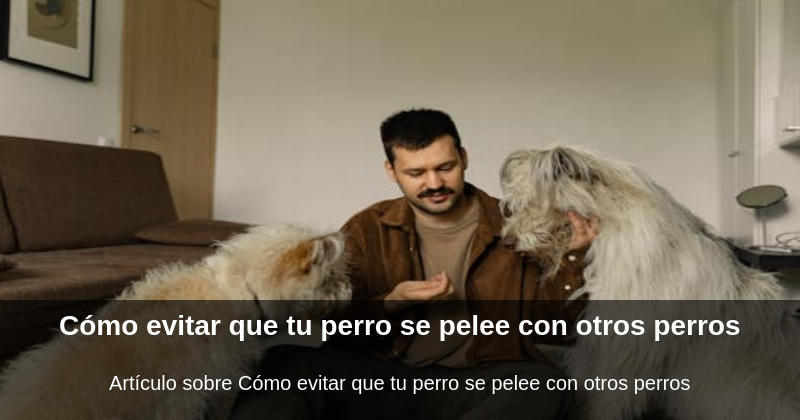 Cómo evitar que tu perro se pelee con otros perros
Artículo sobre Cómo evitar que tu perro se pelee con otros perros